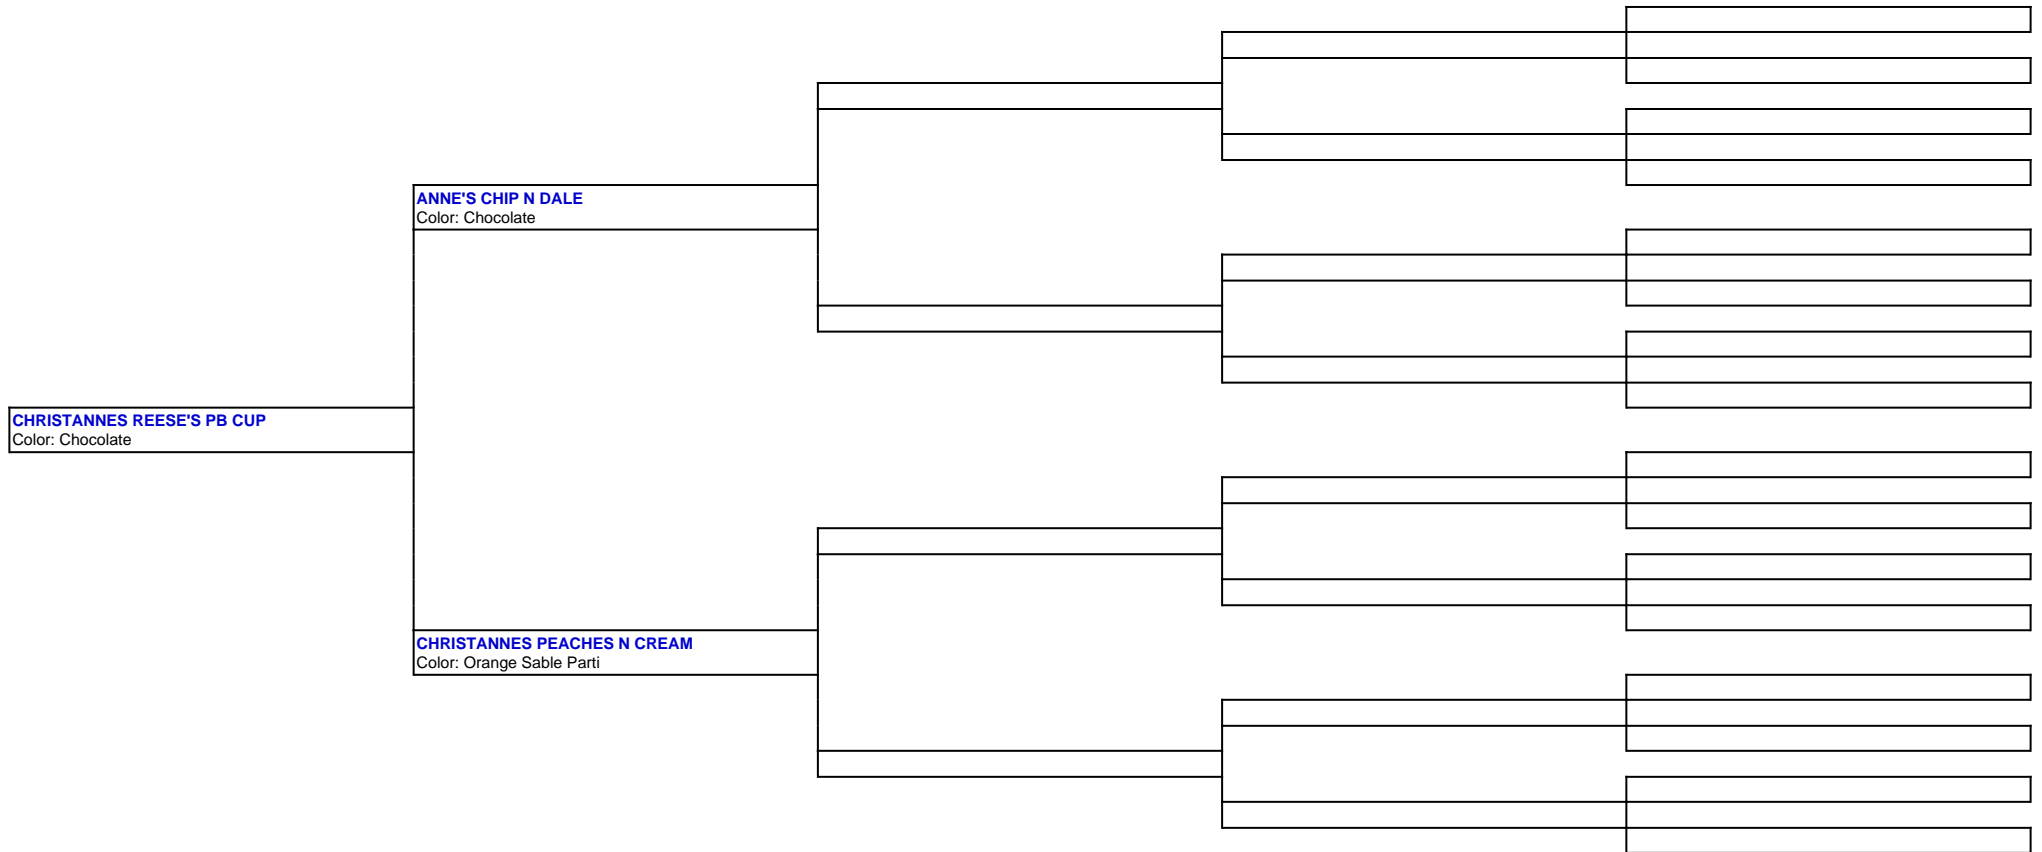 ANNE'S CHIP N DALE
Color: Chocolate
CHRISTANNES REESE'S PB CUP
Color: Chocolate
CHRISTANNES PEACHES N CREAM
Color: Orange Sable Parti